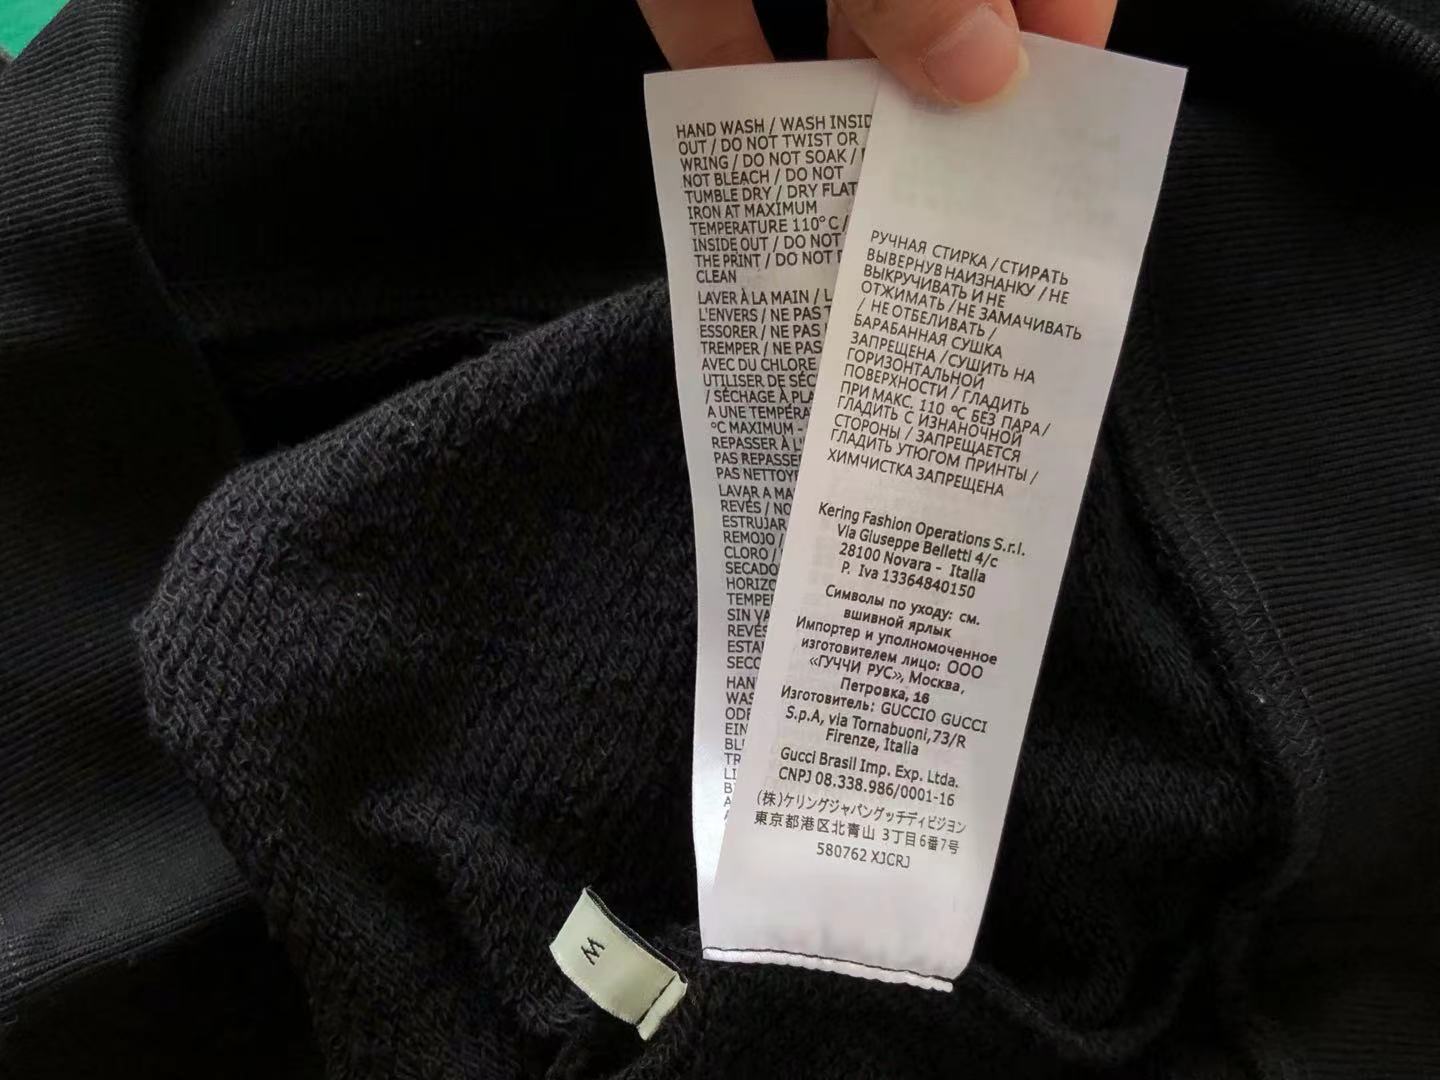 HAND WASH / WASH INSID
OUT / DO NOT TWIST OR
WRING / DO NOT SOAK /
NOT BLEACH / DO NOT
TUMBLE DRY / DRY FLAT
IRON AT MAXIMUM
TEMPERATURE 110°C /
INSIDE OUT / DO NOT
THE PRINT / DO NOT
CLEAN
LAVER À LA MAIN / L
L'ENVERS / NE PAS T
ESSORER / NE PAS
TREMPER / NE PAS
AVEC DU CHLORE
UTILISER DE SÉC
/ SÉCHAGE À PLA
A UNE TEMPÉRA
°C MAXIMUM -
REPASSER À L'
PAS REPASSE
PAS NETTOY
LAVAR A MA
REVÉS / NO
ESTRUJAR
REMOJO /
CLORO /
SECADO
HORIZO
TEMPE
SIN VA
REVÉS
ESTA
SECO
HAN
WAS
ODE
EIN
BL
TR
LI
B
A
РУЧНАЯ СТИРКА / СТИРАТЬ
ВЫВЕРНУВ НАИЗНАНКУ / НЕ
ВЫКРУЧИВАТЬ И НЕ
ОТЖИМАТЬ / НЕ ЗАМАЧИВАТЬ
/ НЕ ОТБЕЛИВАТЬ /
БАРАБАННАЯ СУШКА
ЗАПРЕЩЕНА / СУШИТЬ НА
ГОРИЗОНТАЛЬНОЙ
ПОВЕРХНОСТИ / ГЛАДИТЬ
ПРИ МАКС. 110 °C БЕЗ ПАРА/
ГЛАДИТЬ С ИЗНАНОЧНОЙ
СТОРОНЫ / ЗАПРЕЩАЕТСЯ
ГЛАДИТЬ УТЮГОМ ПРИНТЫ /
ХИМЧИСТКА ЗАПРЕЩЕНА
Kering Fashion Operations S.r.l.
Via Giuseppe Belletti 4/c
28100 Novara - Italia
P. Iva 13364840150
Символы по уходу: см.
вшивной ярлык
Импортер и уполномоченное
изготовителем лицо: ООО
«ГУЧЧИ РУС», Москва,
Петровка, 16
Изготовитель: GUCCIO GUCCI
S.p.A, via Tornabuoni,73/R
Firenze, Italia
Gucci Brasil Imp. Exp. Ltda.
CNPJ 08.338.986/0001-16
(株)ケリングジャパングッチディビジョン
東京都港区北青山 3丁目6番7号
580762 XJCRJ
M